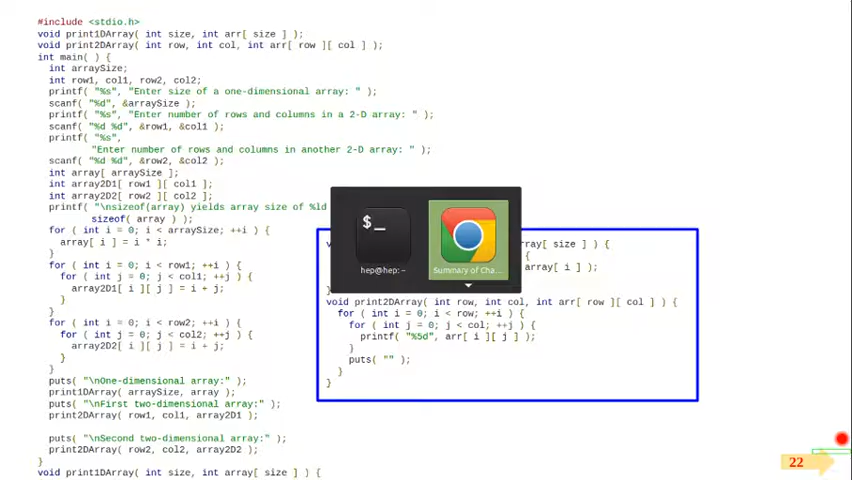 #include <stdio.h>
void print1DArray( int size, int arr[ size ] );
void print2DArray( int row, int col, int arr[ row ][ col ] );
int main( ) {
int arraySize;
int row1, col1, row2, col2;
printf( "%s", "Enter size of a one-dimensional array: " );
scanf( "%d", &arraySize );
printf( "%s", "Enter number of rows and columns in a 2-D array: " );
scanf( "%d %d", &row1, &col1 );
printf( "%s",
"Enter number of rows and columns in another 2-D array: " );
scanf( "%d %d", &row2, &col2 );
int array[ arraySize ];
int array2D1[ row1 ][ col1 ];
int array2D2[ row2 ][ col2 ];
printf( "\nsizeof(array) yields array size of %ld
sizeof( array ) );
for ( int i = 0; i < arraySize; ++i ) {
array[ i ] = i * i;
}
for ( int i = 0; i < row1; ++i ) {
for ( int j = 0; j < col1; ++j ) {
array2D1[ i ][ j ] = i + j;
}
}
for ( int i = 0; i < row2; ++i ) {
for ( int j = 0; j < col2; ++j ) {
array2D2[ i ][ j ] = i + j;
}
}
puts( "\nOne-dimensional array:" );
print1DArray( arraySize, array );
puts( "\nFirst two-dimensional array:" );
print2DArray( row1, col1, array2D1 );
puts( "\nSecond two-dimensional array:" );
print2DArray( row2, col2, array2D2 );
}
void print1DArray( int size, int array[ size ] ) {
$_
hep@hep: ~
Summary of Cha...
array[ size ] ) {
{
array[ i ] );
}
void print2DArray( int row, int col, int arr[ row ][ col ] ) {
for ( int i = 0; i < row; ++i ) {
for ( int j = 0; j < col; ++j ) {
printf( "%5d", arr[ i ][ j ] );
}
puts( "" );
}
}
22